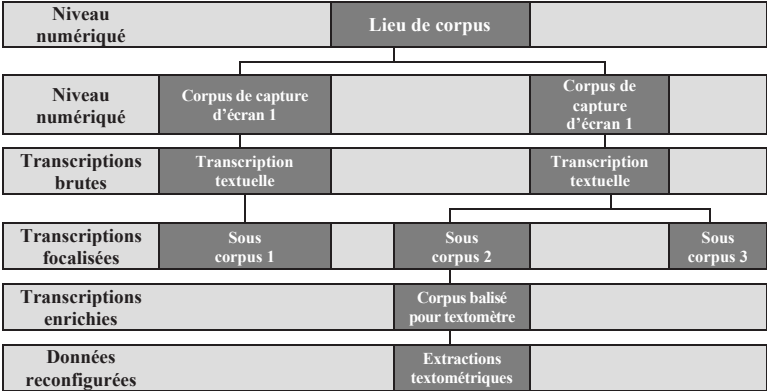 Niveau
numériqué
Lieu de corpus
Niveau
numériqué
Corpus de capture
d'écran 1
Corpus de
capture
d'écran 1
Transcriptions
brutes
Transcription
textuelle
Transcription
textuelle
Transcriptions
focalisées
Sous
corpus 1
Sous
corpus 2
Sous
corpus 3
Transcriptions
enrichies
Corpus balisé
pour textomètre
Données
reconfigurées
Extractions
textométriques